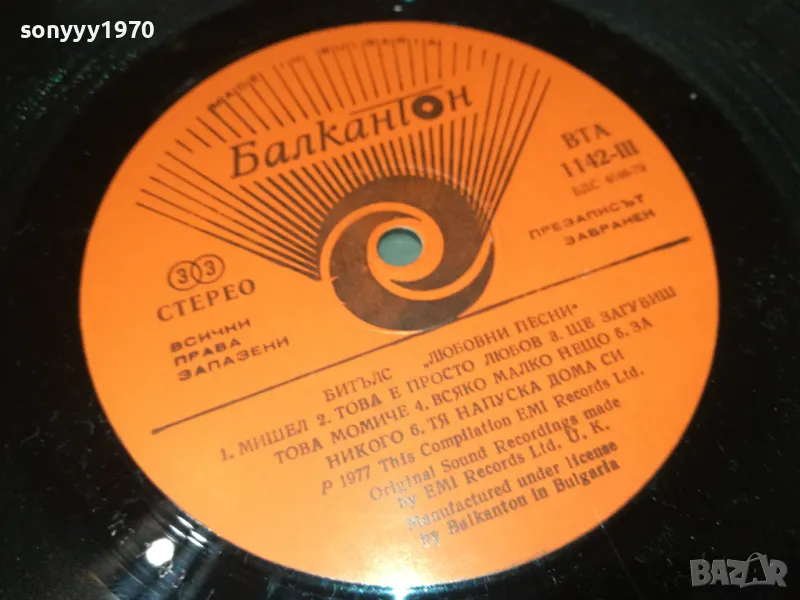 sonyyy1970
Балкантон
ВТА
1142-III
33
СТЕРЕО
ВСИЧКИ
ПРАВА
ЗАПАЗЕНИ
ПРЕЗАПИСЪТ
ЗАБРАНЕН
БИТЪЛС „ЛЮБОВНИ ПЕСНИ“
1. МИШЕЛ 2. ТОВА Е ПРОСТО ЛЮБОВ 3. ЩЕ ЗАГУБИШ
ТОВА МОМИЧЕ 4. ВСЯКО МАЛКО НЕЩО 5. ЗА
НИКОГО 6. ТЯ НАПУСКА ДОМА СИ
P 1977 This Compilation EMI Records Ltd.
Original Sound Recordings made
by EMI Records Ltd. U. K.
Manufactured under license
by Balkanton in Bulgaria
BAZAR